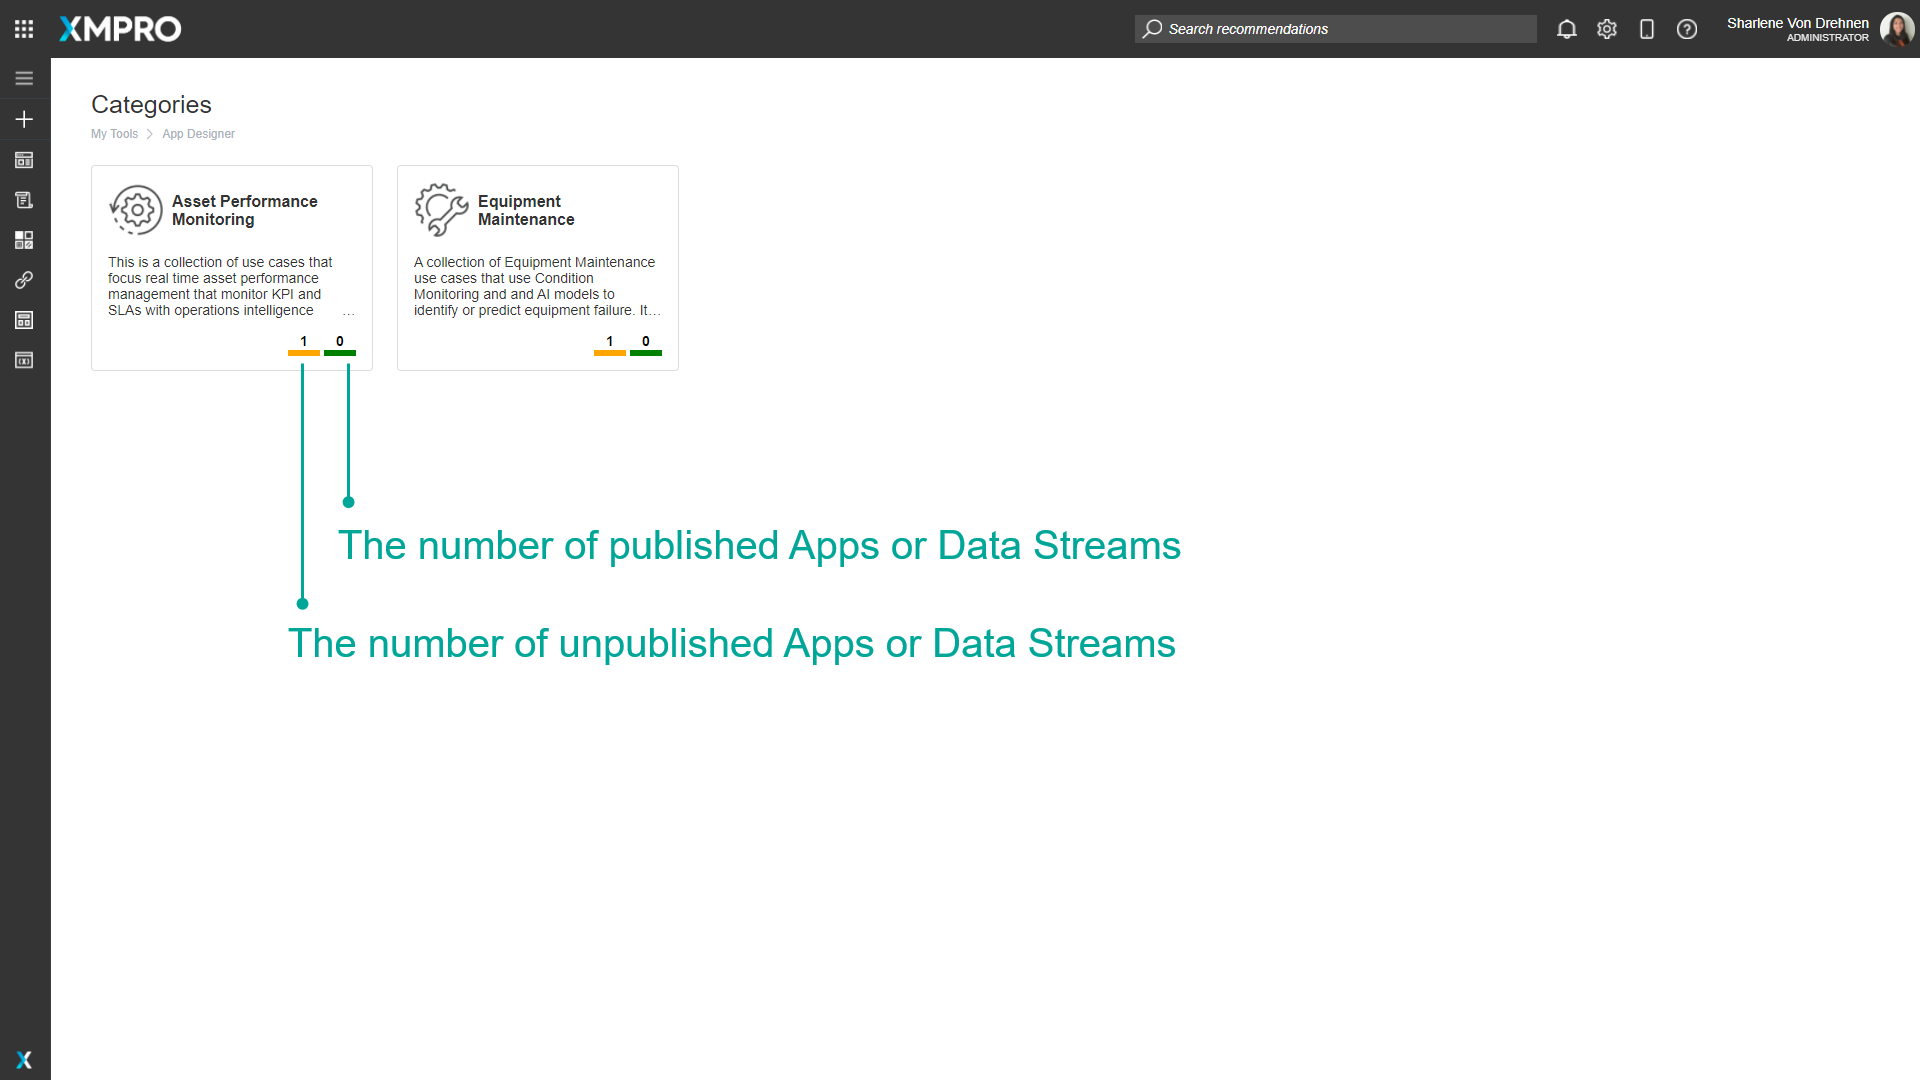 XMPRO
Search recommendations
Sharlene Von Drehnen
ADMINISTRATOR
Categories
My Tools
App Designer
Asset Performance
Monitoring
This is a collection of use cases that
focus real time asset performance
management that monitor KPI and
SLAs with operations intelligence ...
1 0
Equipment
Maintenance
A collection of Equipment Maintenance
use cases that use Condition
Monitoring and and AI models to
identify or predict equipment failure. It...
1 0
The number of published Apps or Data Streams
The number of unpublished Apps or Data Streams